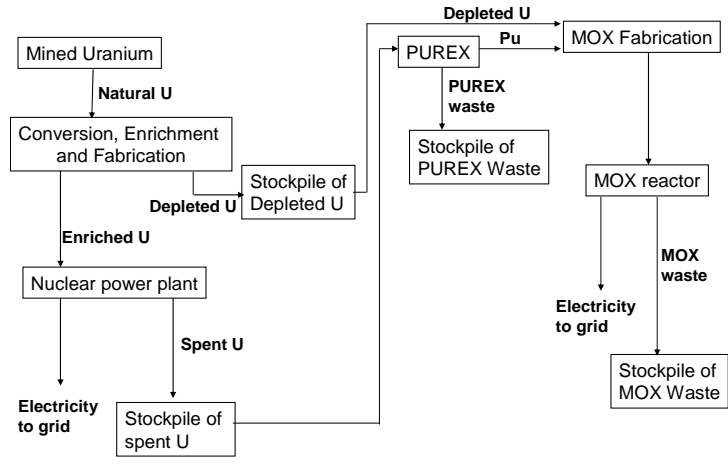 Depleted U
Mined Uranium
PUREX
Pu
MOX Fabrication
Natural U
PUREX
waste
Conversion, Enrichment
and Fabrication
Stockpile of
PUREX Waste
Stockpile of
Depleted U
Depleted U
MOX reactor
Enriched U
Nuclear power plant
MOX
waste
Electricity
to grid
Spent U
Stockpile of
MOX Waste
Electricity
to grid
Stockpile of
spent U